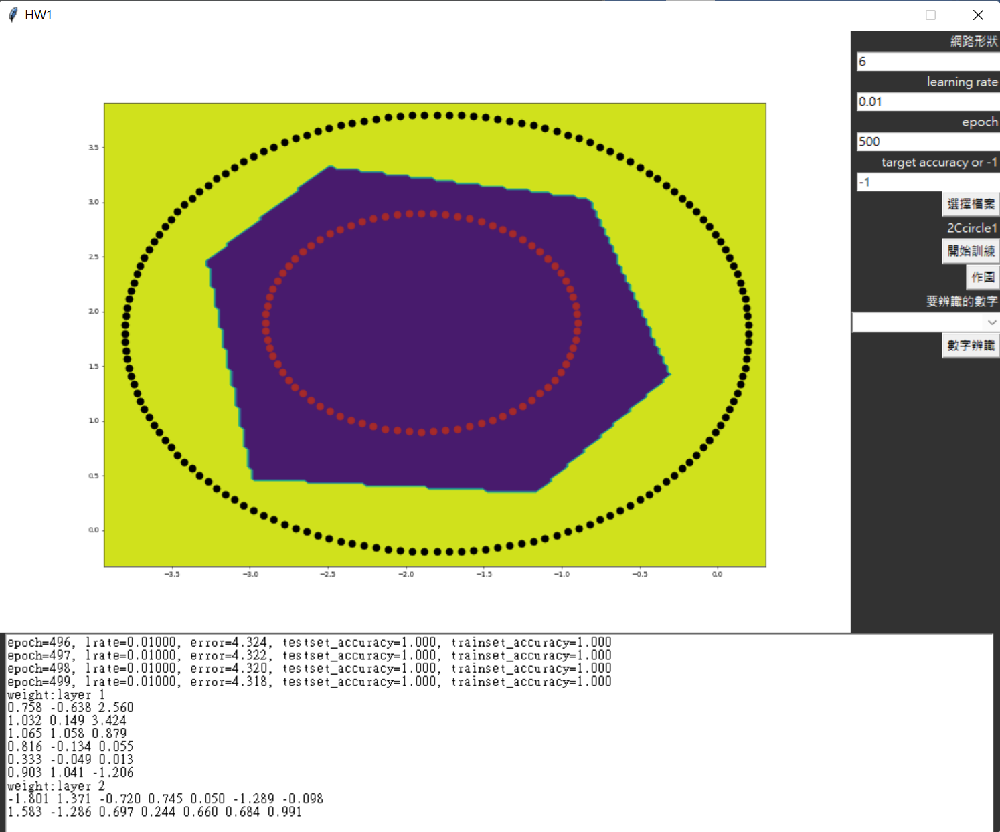 HW1
網路形狀
6
learning rate
0.01
epoch
500
target accuracy or -1
-1
選擇檔案
2Ccircle1
開始訓練
作圖
要辨識的數字
數字辨識
3.5
3.0
2.5
2.0
1.5
1.0
0.5
0.0
−3.5 −3.0 −2.5 −2.0 −1.5 −1.0 −0.5 0.0
epoch=496, lrate=0.01000, error=4.324, testset_accuracy=1.000, trainset_accuracy=1.000
epoch=497, lrate=0.01000, error=4.322, testset_accuracy=1.000, trainset_accuracy=1.000
epoch=498, lrate=0.01000, error=4.320, testset_accuracy=1.000, trainset_accuracy=1.000
epoch=499, lrate=0.01000, error=4.318, testset_accuracy=1.000, trainset_accuracy=1.000
weight:layer 1
0.758 -0.638 2.560
1.032 0.149 3.424
1.065 1.058 0.879
0.816 -0.134 0.055
0.333 -0.049 0.013
0.903 1.041 -1.206
weight:layer 2
-1.801 1.371 -0.720 0.745 0.050 -1.289 -0.098
1.583 -1.286 0.697 0.244 0.660 0.684 0.991